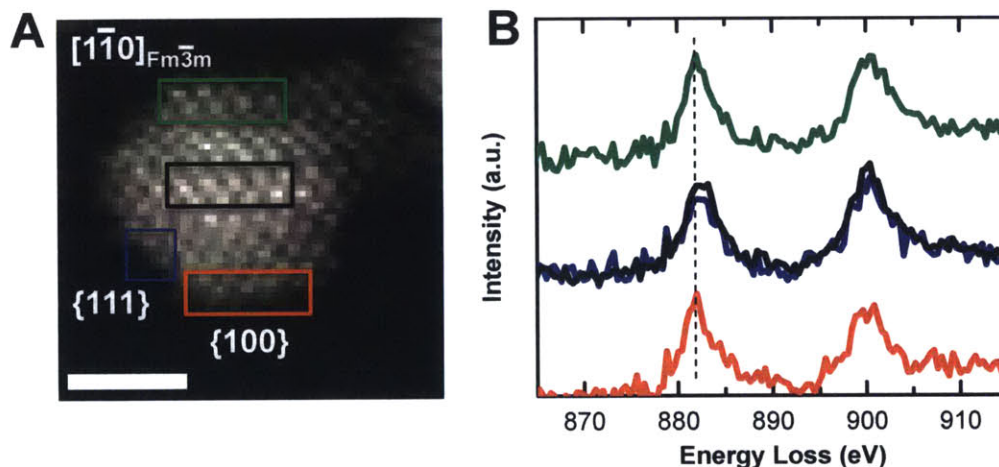 A
[11̄0]Fm3̄m
{111}
{100}
B
Intensity (a.u.)
870 880 890 900 910
Energy Loss (eV)